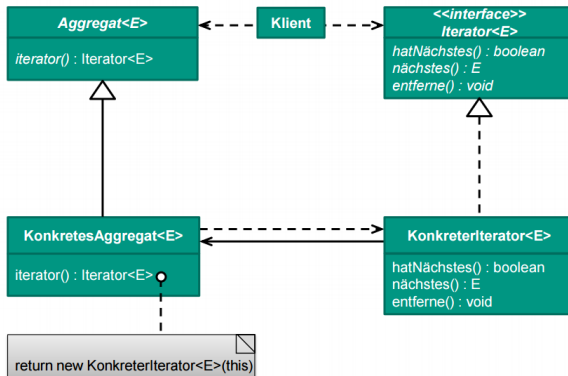 Aggregat<E>
iterator() : Iterator<E>
Klient
<<interface>>
Iterator<E>
hatNächstes() : boolean
nächstes() : E
entferne() : void
KonkretesAggregat<E>
iterator() : Iterator<E>
KonkreterIterator<E>
hatNächstes() : boolean
nächstes() : E
entferne() : void
return new KonkreterIterator<E>(this)